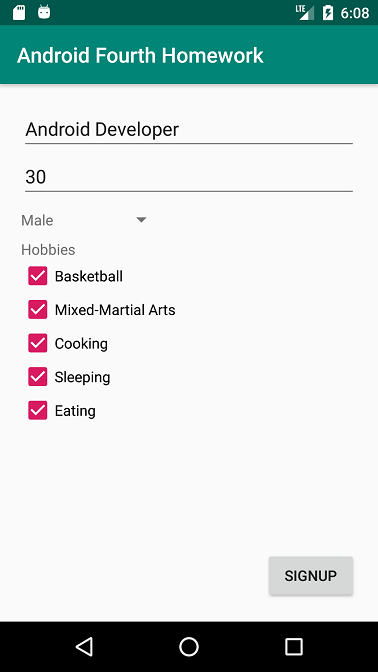 LTE 6:08
Android Fourth Homework
Android Developer
30
Male
Hobbies
Basketball
Mixed-Martial Arts
Cooking
Sleeping
Eating
SIGNUP